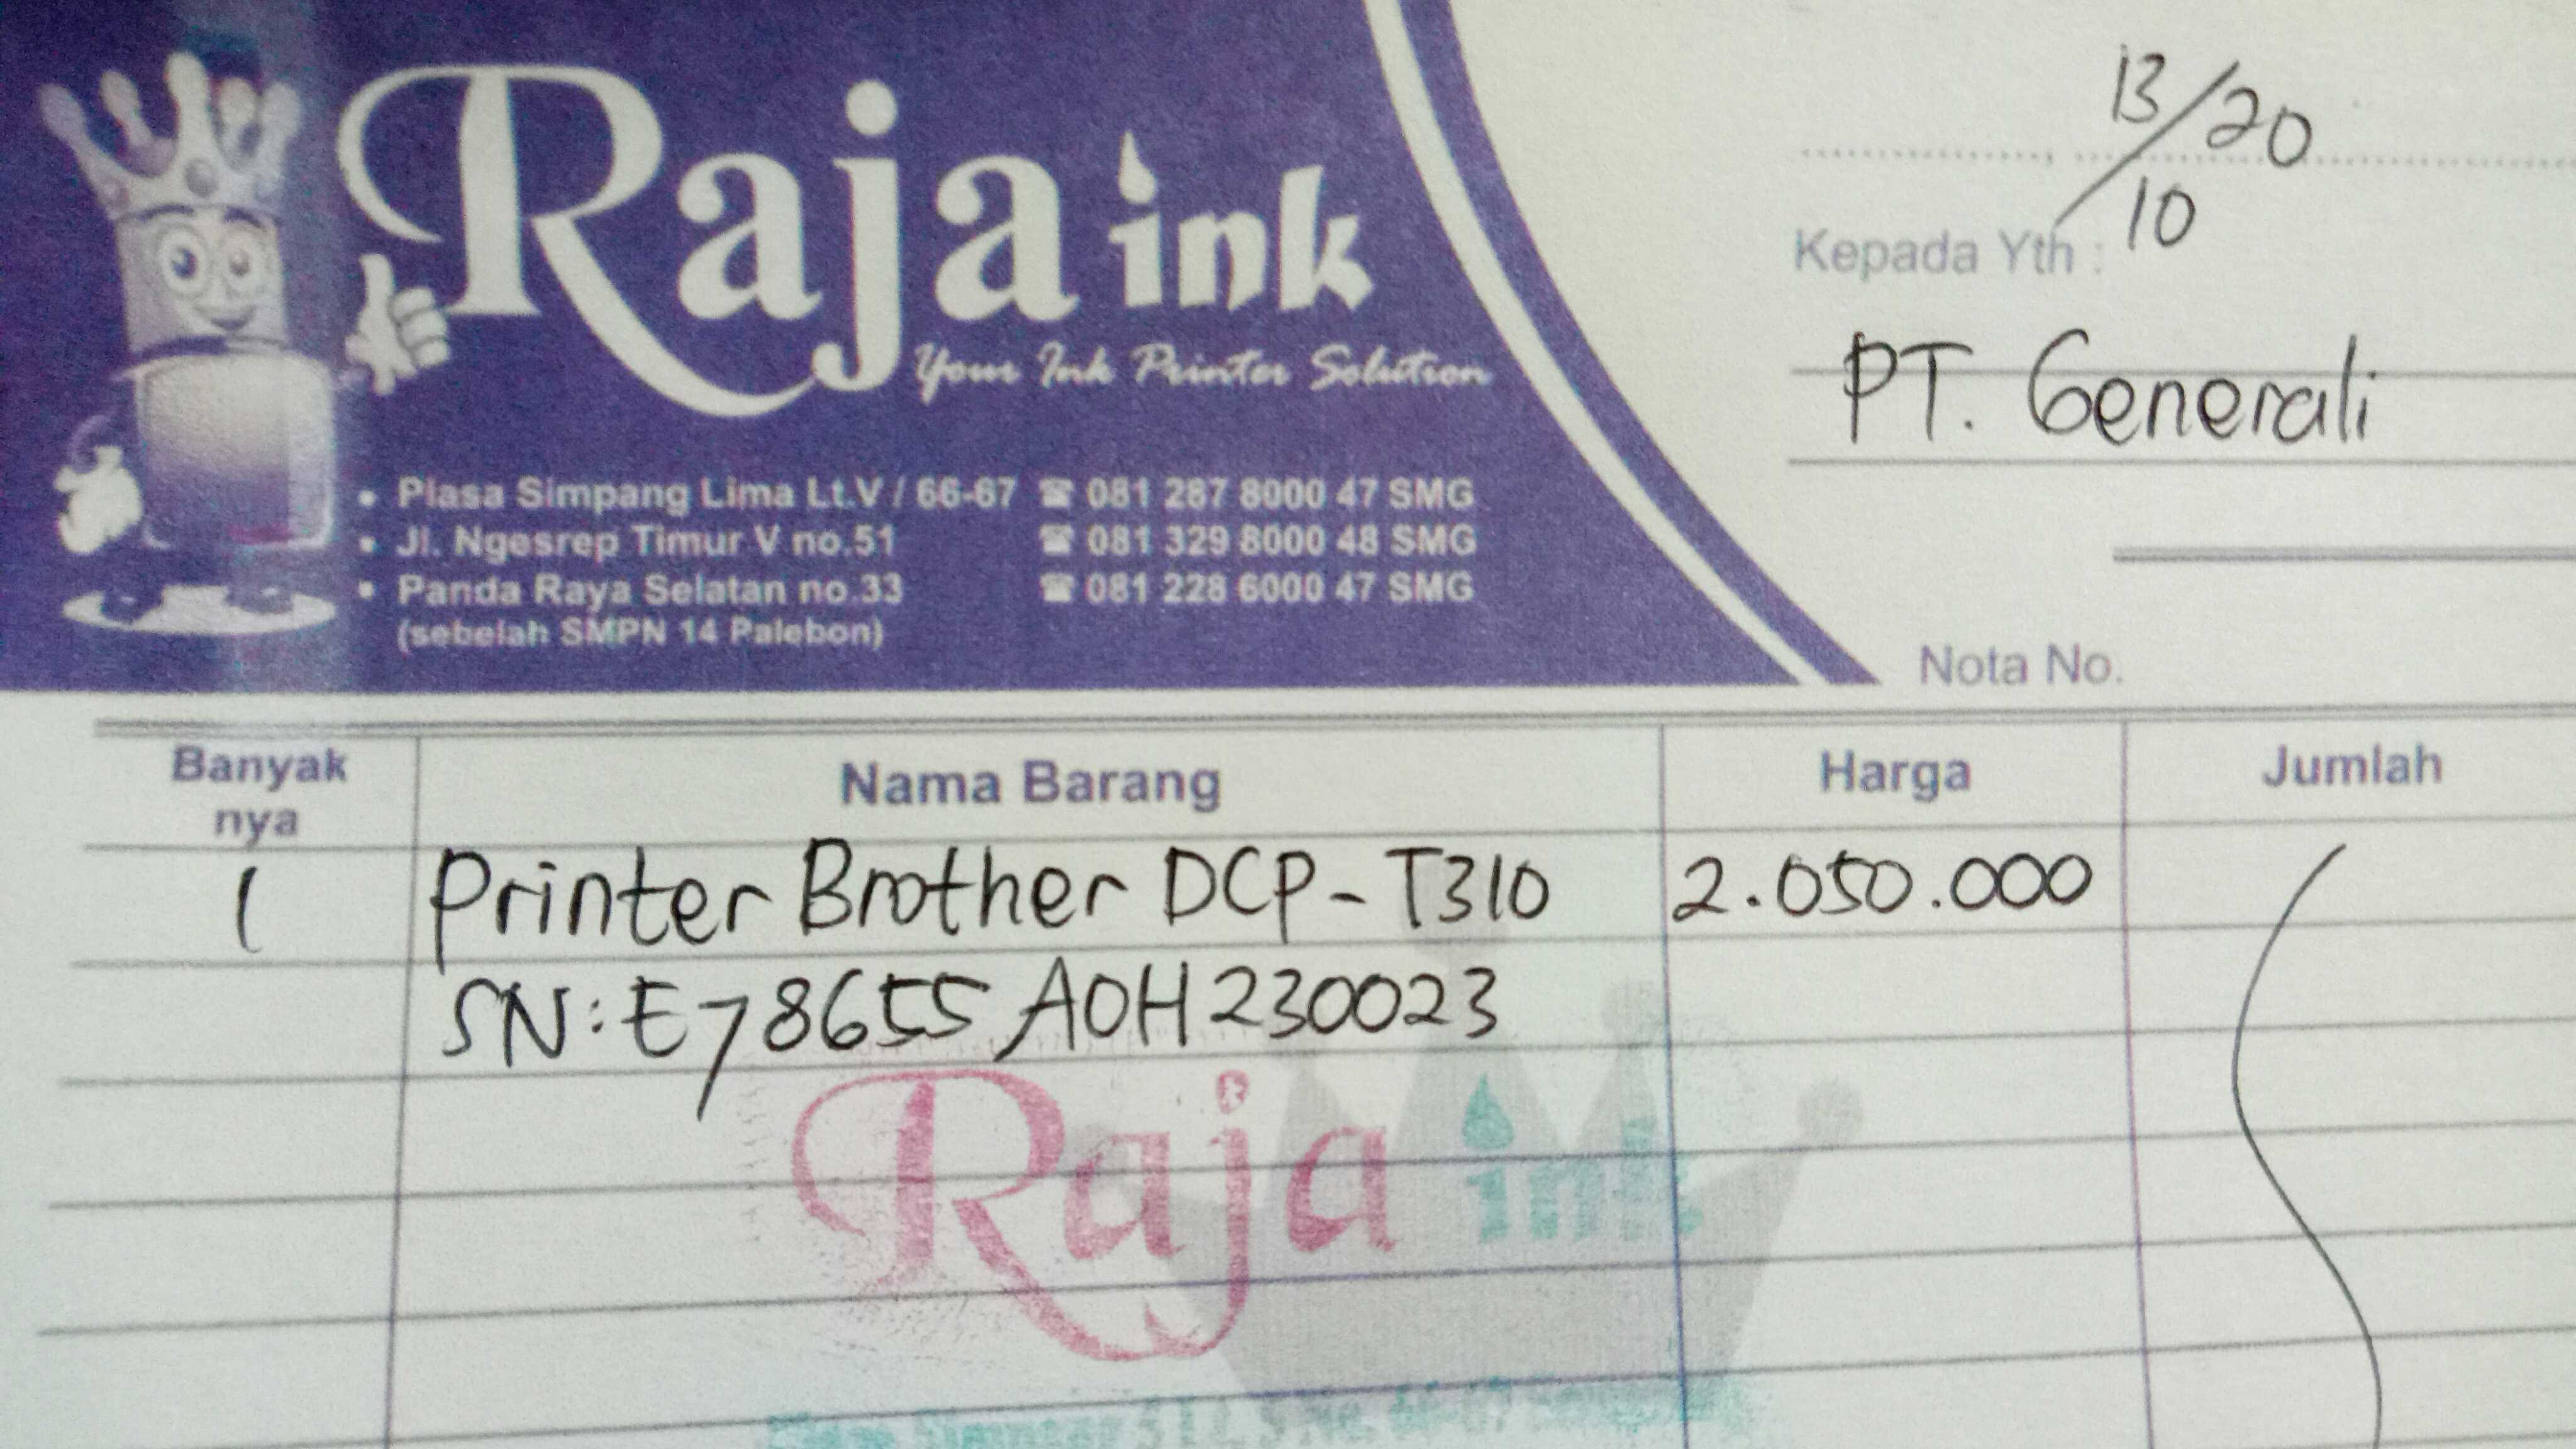 Raja ink
Your Ink Printer Solution
• Plasa Simpang Lima Lt.V / 66-67 ☎ 081 287 8000 47 SMG
• Jl. Ngesrep Timur V no.51 ☎ 081 329 8000 48 SMG
• Panda Raya Selatan no.33 ☎ 081 228 6000 47 SMG
(sebelah SMPN 14 Palebon)
13/10 20
Kepada Yth :
PT. Generali
Nota No.
Banyak nya Nama Barang Harga Jumlah
1 Printer Brother DCP-T310 2.050.000
SN: E78655A0H230023
Raja ink